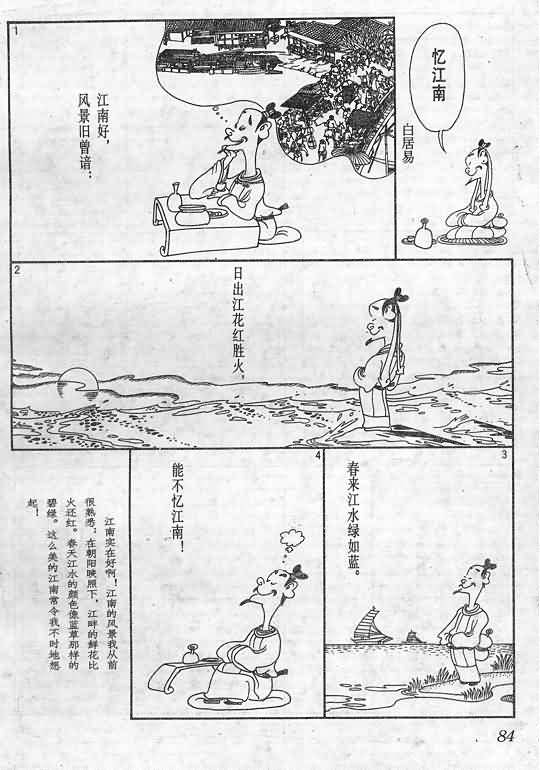 忆江南
白居易
1
江南好，
风景旧曾谙：
2
日出江花红胜火，
3
春来江水绿如蓝。
4
能不忆江南！
江南实在好啊！江南的风景我从前
很熟悉。在朝阳映照下，江畔的鲜花比
火还红。春天江水的颜色像蓝草那样的
碧绿。这么美的江南常令我不时地想
起！
84